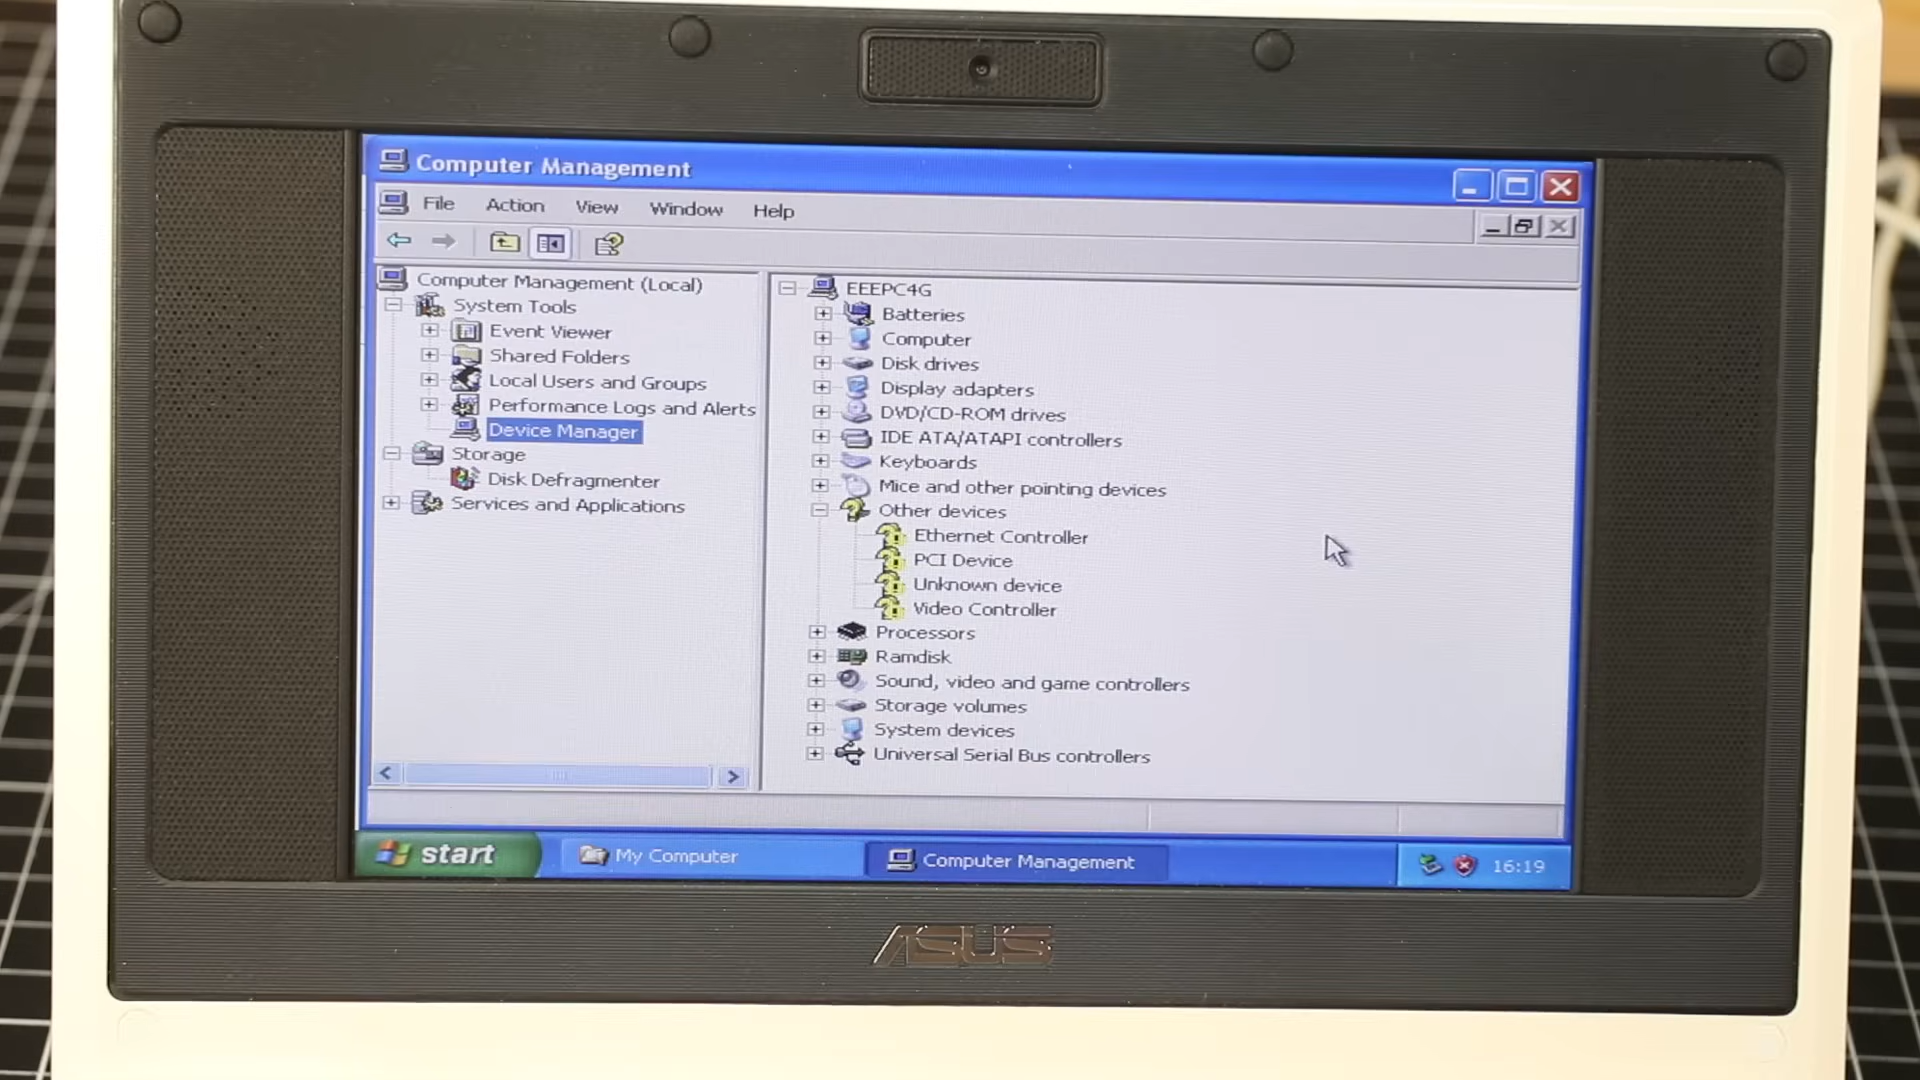 Computer Management
File Action View Window Help
Computer Management (Local)
System Tools
Event Viewer
Shared Folders
Local Users and Groups
Performance Logs and Alerts
Device Manager
Storage
Disk Defragmenter
Services and Applications
EEEPC4G
Batteries
Computer
Disk drives
Display adapters
DVD/CD-ROM drives
IDE ATA/ATAPI controllers
Keyboards
Mice and other pointing devices
Other devices
Ethernet Controller
PCI Device
Unknown device
Video Controller
Processors
Ramdisk
Sound, video and game controllers
Storage volumes
System devices
Universal Serial Bus controllers
start My Computer Computer Management 16:19
ASUS